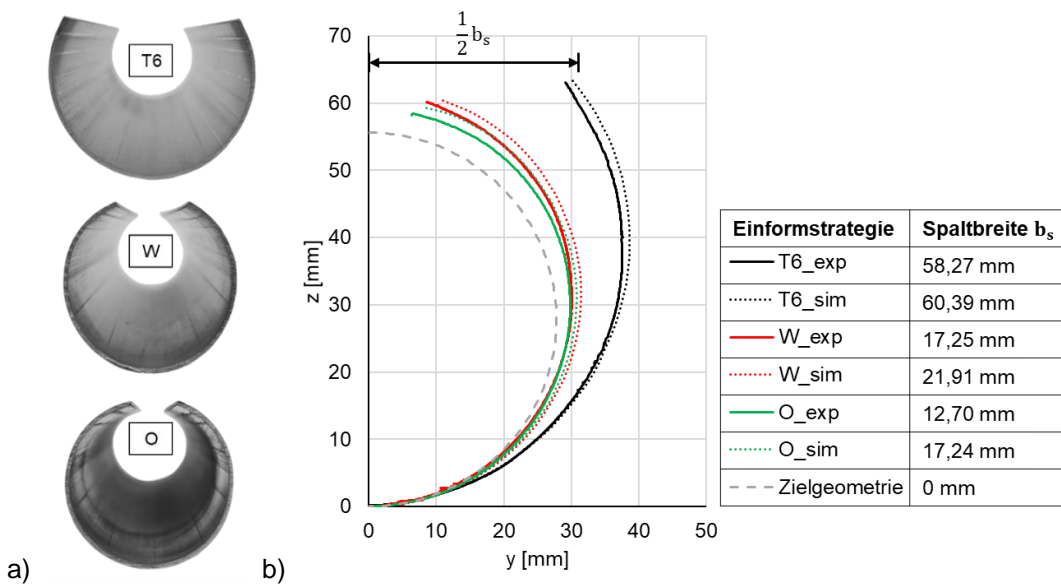 T6
W
O
a)
b)
1/2 bₛ
70
60
50
40
30
20
10
0
z [mm]
0 10 20 30 40 50
y [mm]
Einformstrategie Spaltbreite bₛ
T6_exp 58,27 mm
T6_sim 60,39 mm
W_exp 17,25 mm
W_sim 21,91 mm
O_exp 12,70 mm
O_sim 17,24 mm
Zielgeometrie 0 mm